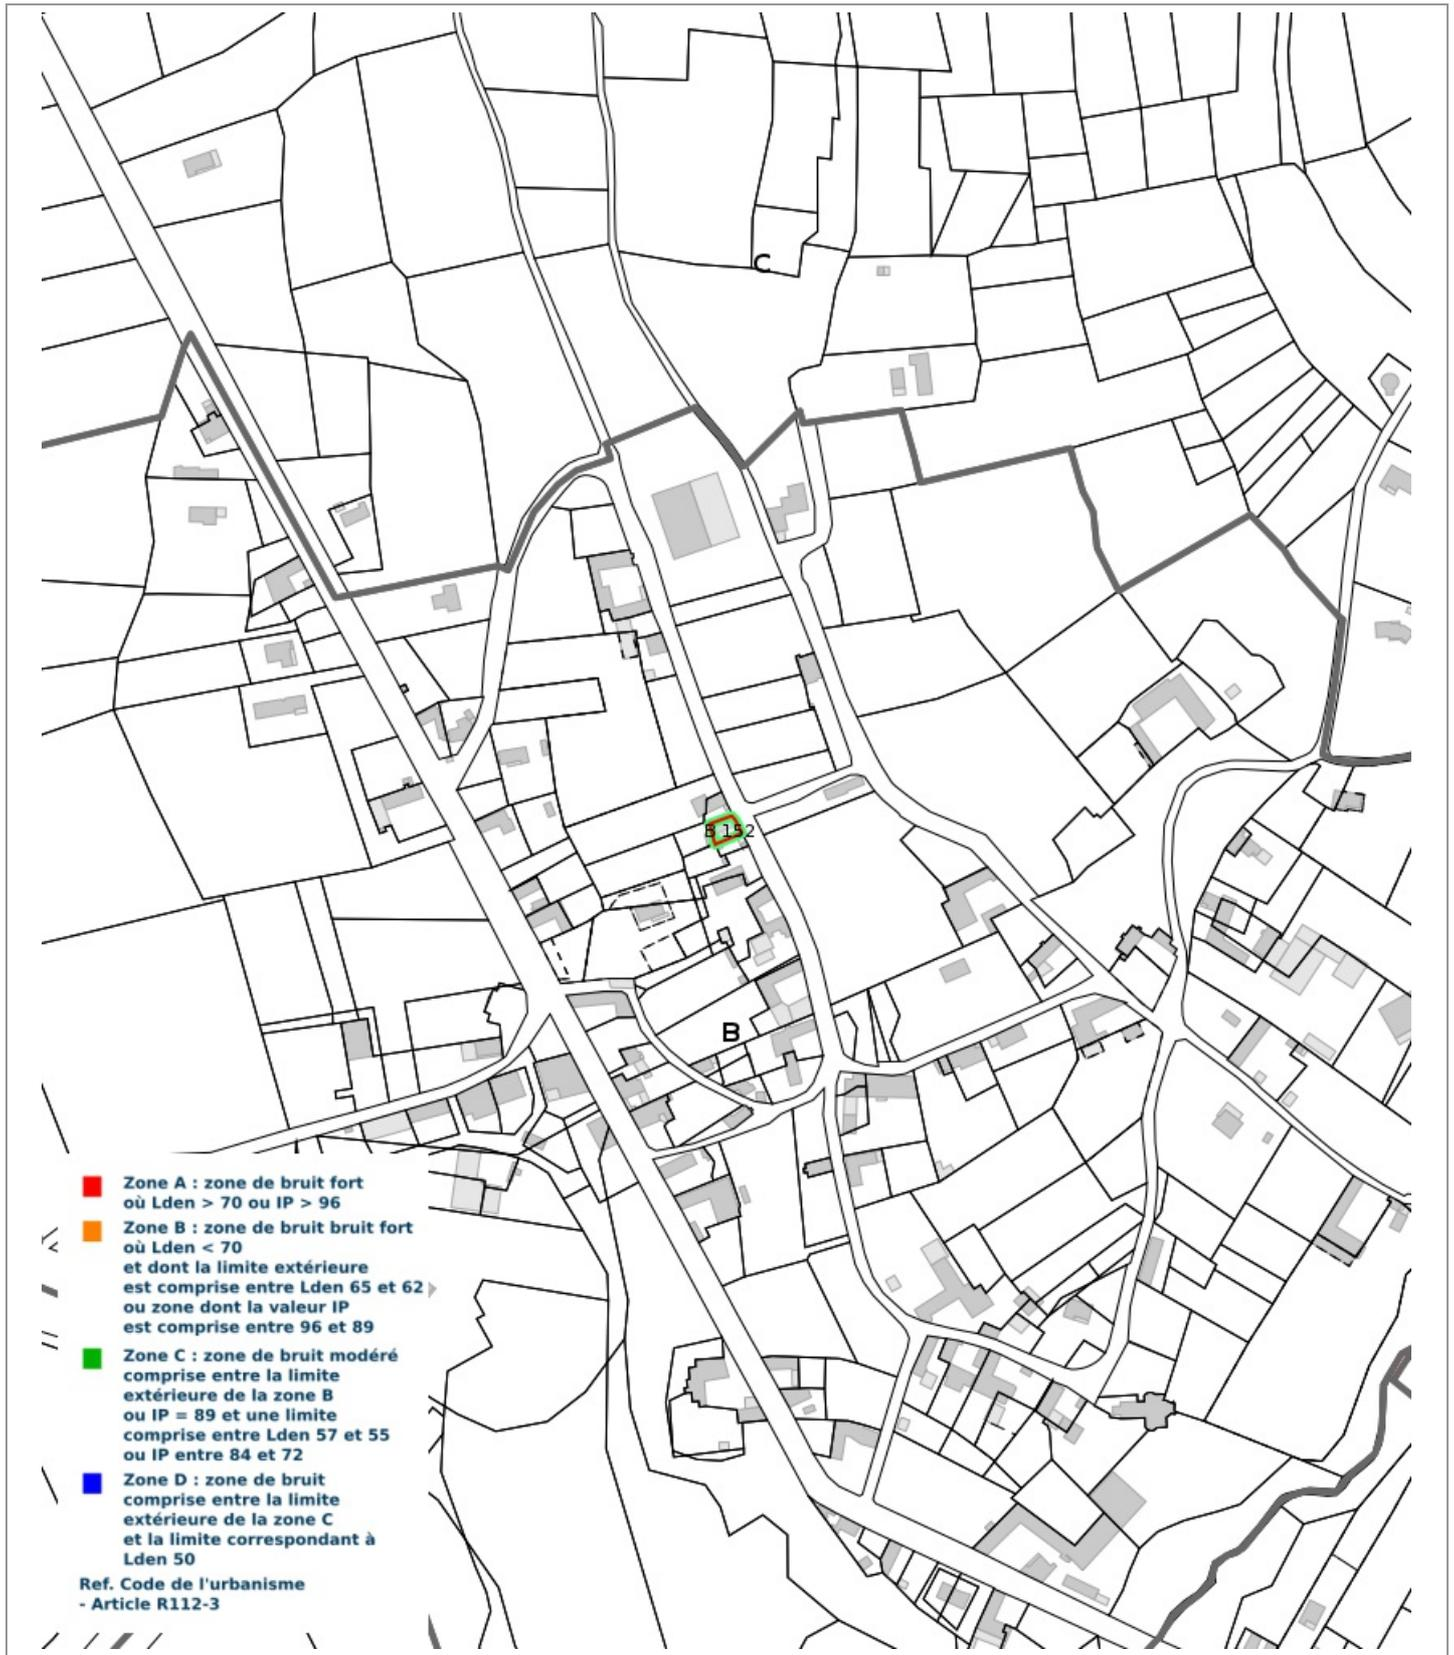 C
B 152
B
Zone A : zone de bruit fort
où Lden > 70 ou IP > 96
Zone B : zone de bruit bruit fort
où Lden < 70
et dont la limite extérieure
est comprise entre Lden 65 et 62
ou zone dont la valeur IP
est comprise entre 96 et 89
Zone C : zone de bruit modéré
comprise entre la limite
extérieure de la zone B
ou IP = 89 et une limite
comprise entre Lden 57 et 55
ou IP entre 84 et 72
Zone D : zone de bruit
comprise entre la limite
extérieure de la zone C
et la limite correspondant à
Lden 50
Ref. Code de l'urbanisme
- Article R112-3